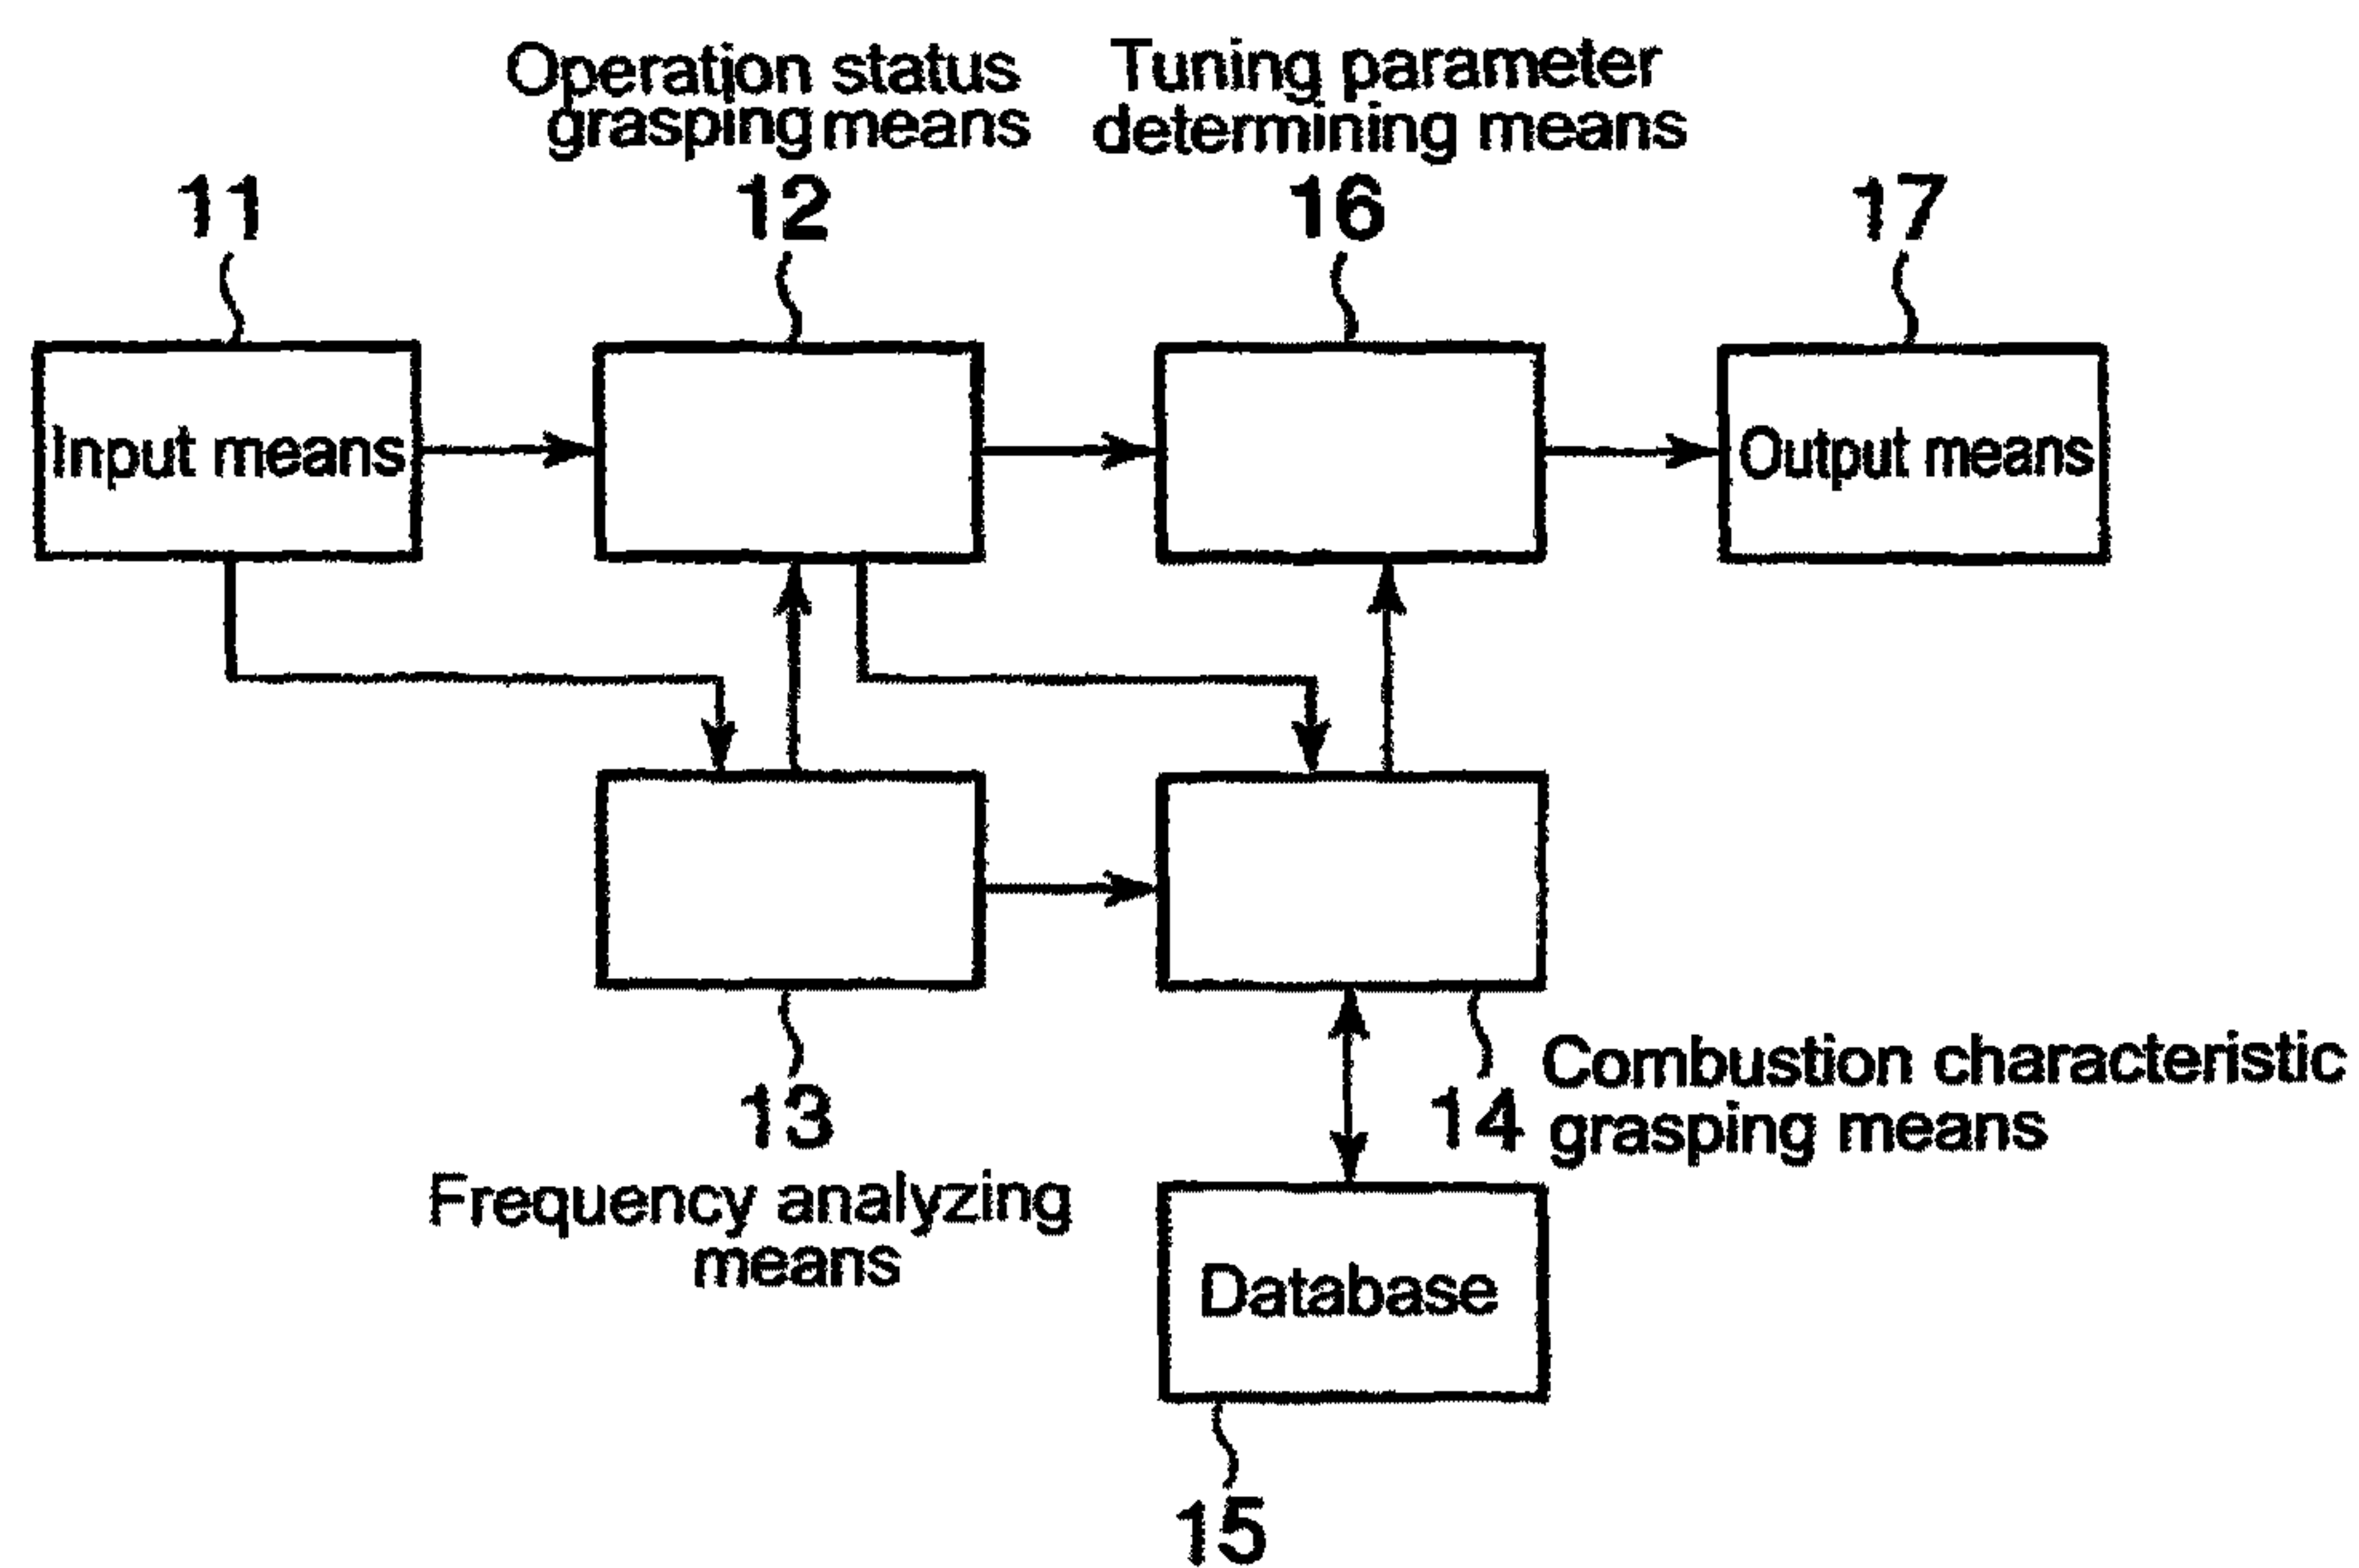 Operation status
grasping means
Tuning parameter
determining means
11
12
16
17
Input means
Output means
13
Frequency analyzing
means
14
Combustion characteristic
grasping means
Database
15